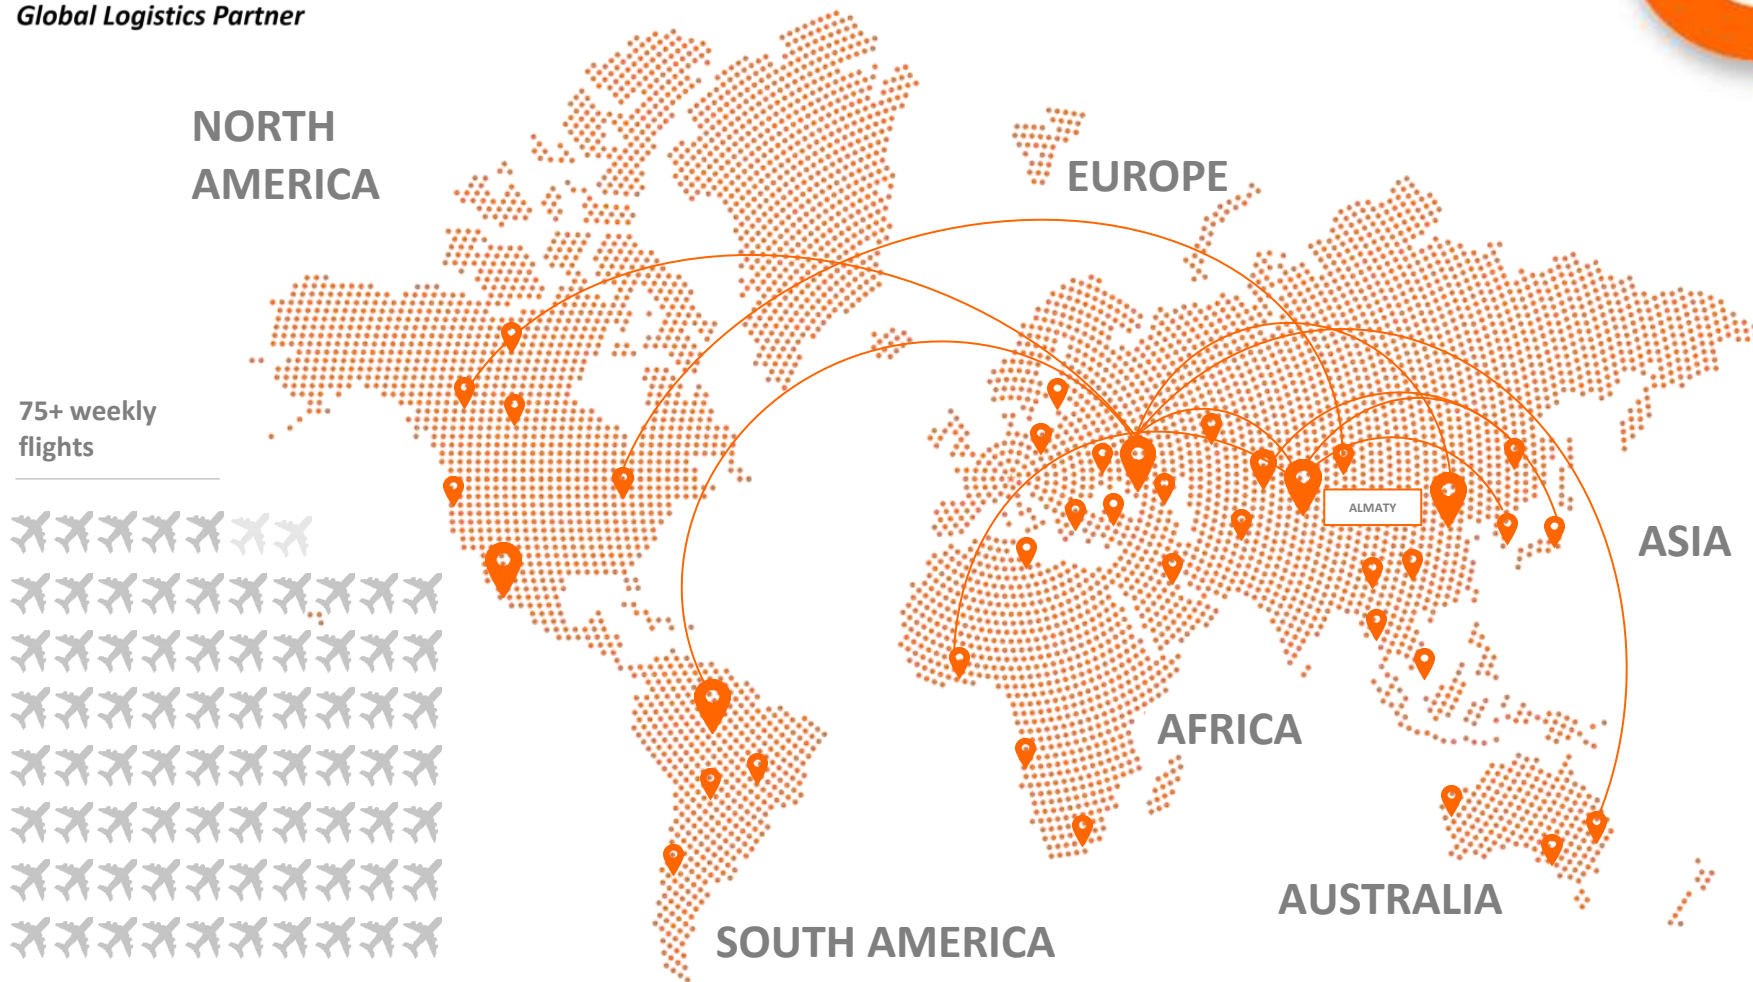 Global Logistics Partner
NORTH
AMERICA
EUROPE
75+ weekly
flights
ALMATY
ASIA
AFRICA
AUSTRALIA
SOUTH AMERICA